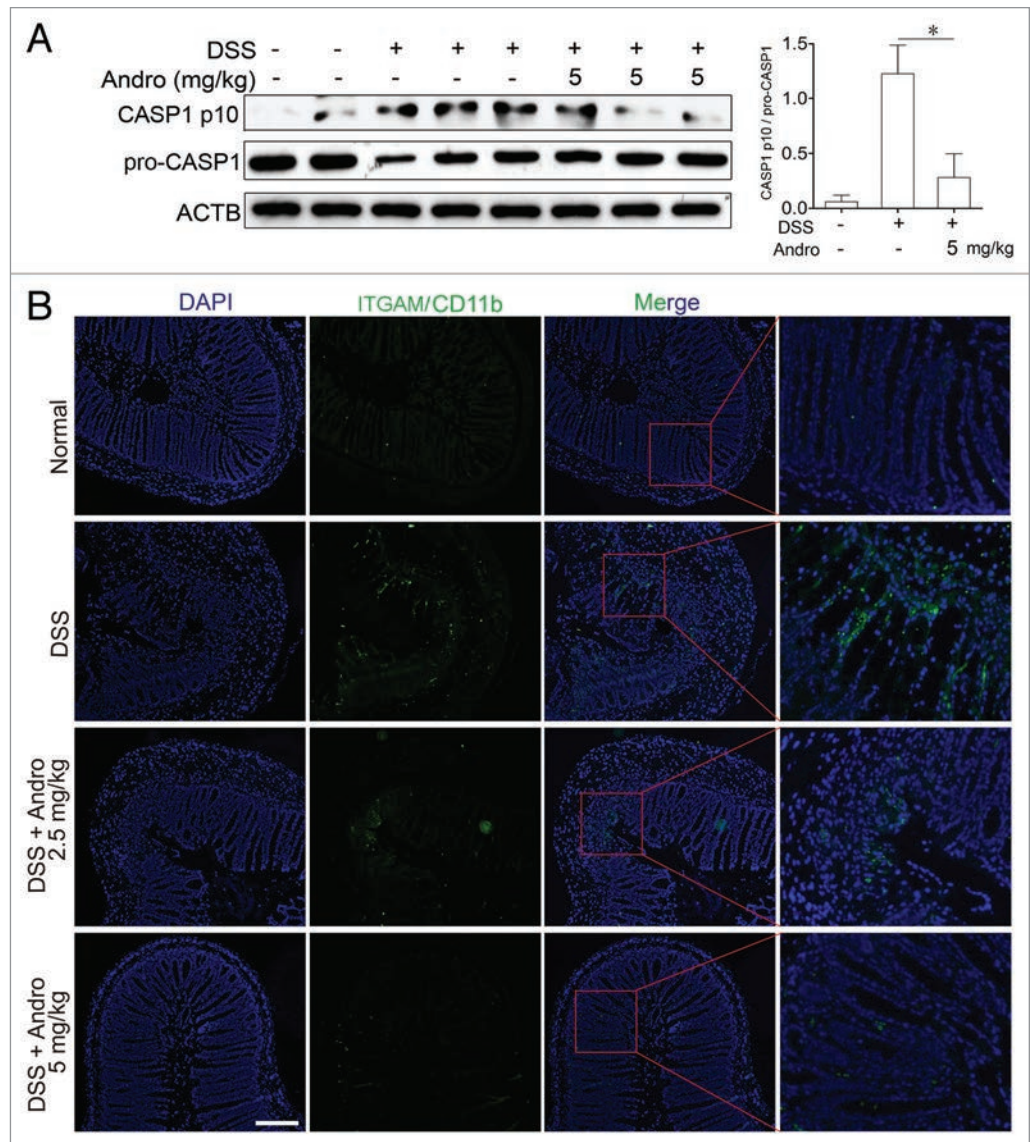 A
DSS - - + + + + + +
Andro (mg/kg) - - - - - 5 5 5
CASP1 p10
pro-CASP1
ACTB
CASP1 p10 / pro-CASP1
1.5
1.0
0.5
0.0
DSS - + +
Andro - - 5 mg/kg
*
B
DAPI ITGAM/CD11b Merge
Normal
DSS
DSS + Andro
2.5 mg/kg
DSS + Andro
5 mg/kg